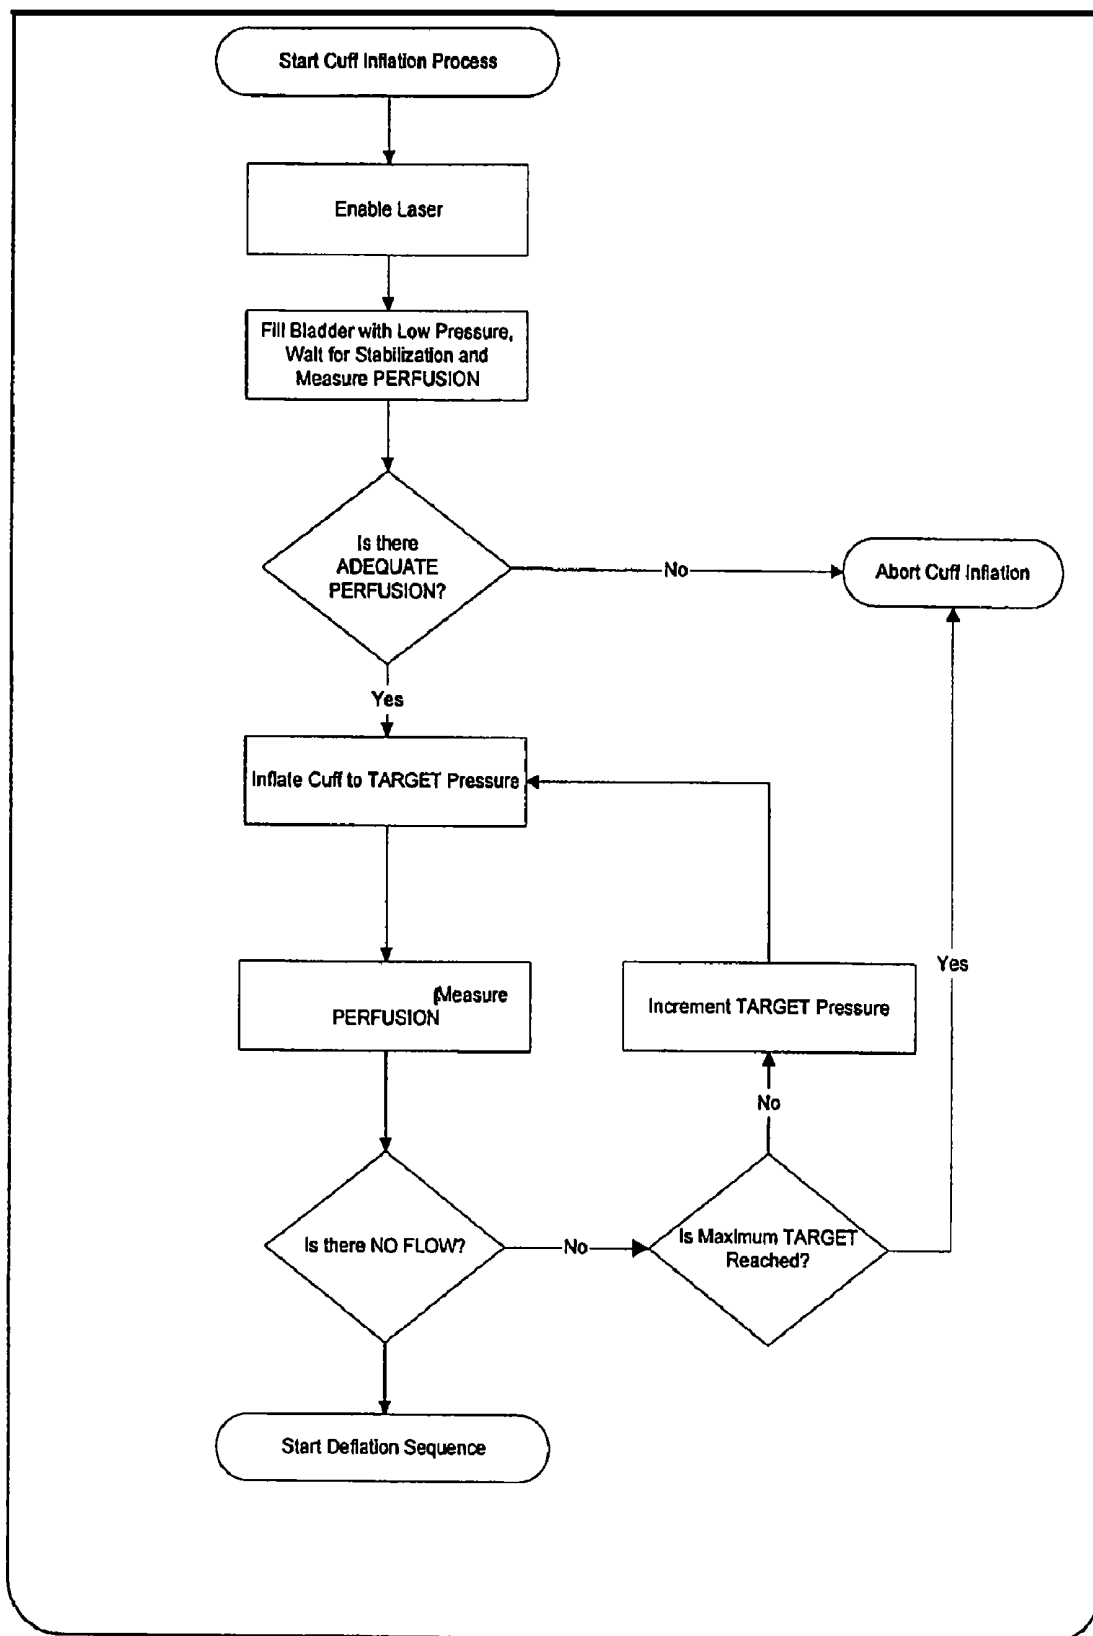 Start Cuff Inflation Process
Enable Laser
Fill Bladder with Low Pressure,
Wait for Stabilization and
Measure PERFUSION
Is there
ADEQUATE
PERFUSION?
No
Abort Cuff Inflation
Yes
Inflate Cuff to TARGET Pressure
Measure
PERFUSION
Increment TARGET Pressure
Yes
No
Is there NO FLOW?
No
Is Maximum TARGET
Reached?
Start Deflation Sequence